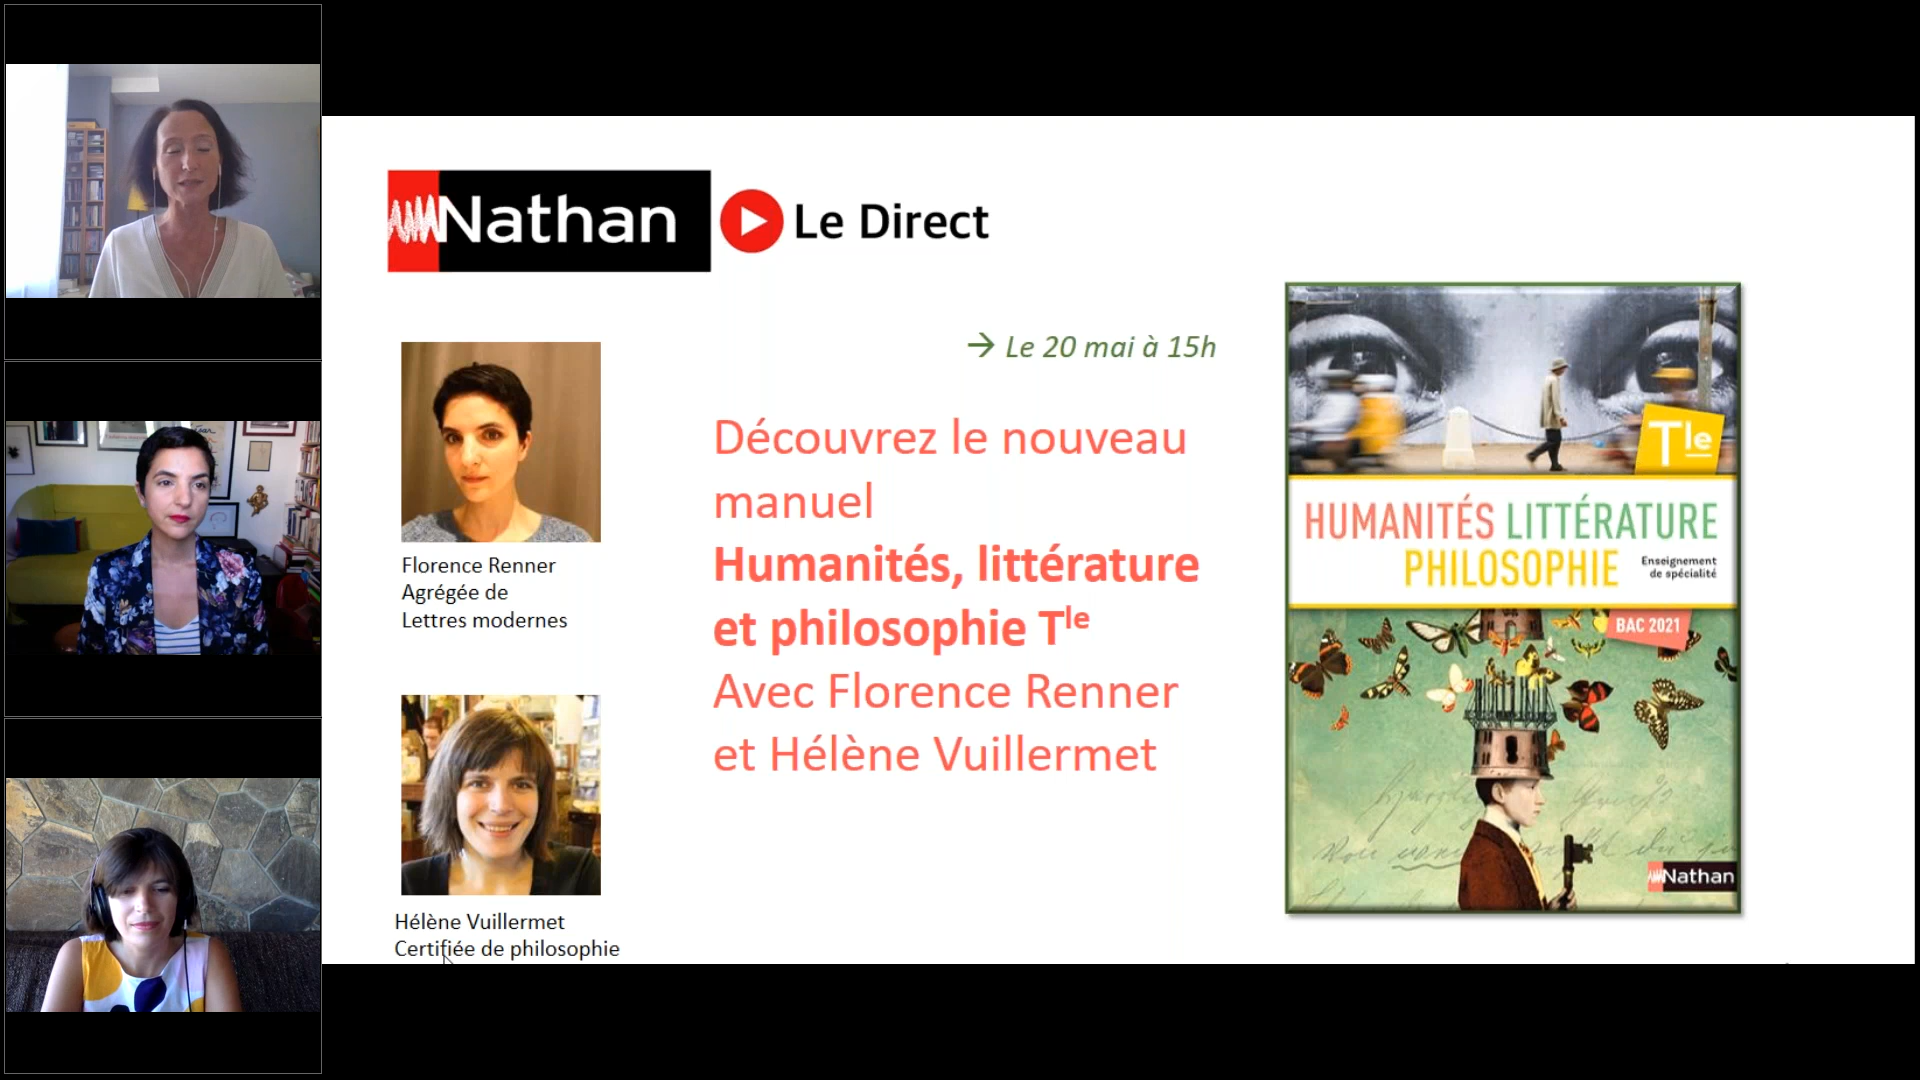 Nathan Le Direct
→ Le 20 mai à 15h
Florence Renner
Agrégée de
Lettres modernes
Hélène Vuillermet
Certifiée de philosophie
Découvrez le nouveau
manuel
Humanités, littérature
et philosophie Tle
Avec Florence Renner
et Hélène Vuillermet
Tle
HUMANITÉS LITTÉRATURE
PHILOSOPHIE
Enseignement
de spécialité
BAC 2021
Nathan